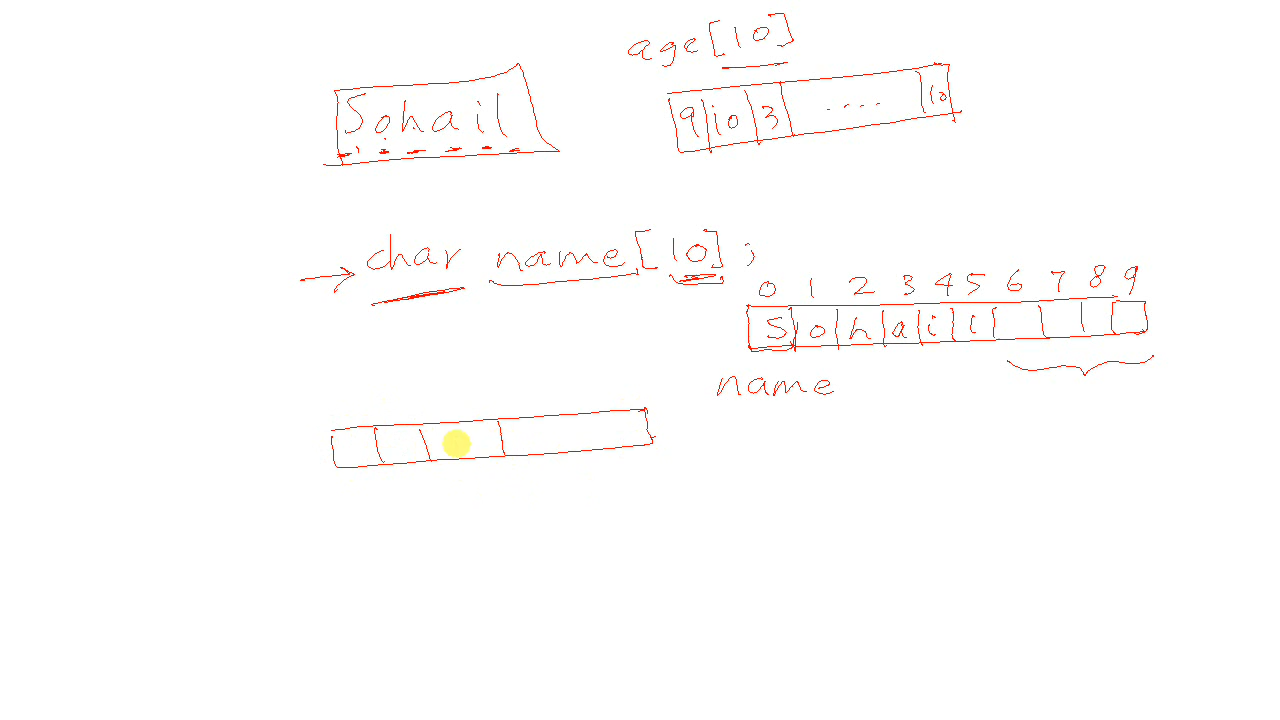 age[10]
Sohail
9 10 3 .... 10
char name[10];
0 1 2 3 4 5 6 7 8 9
S o h a i l
name